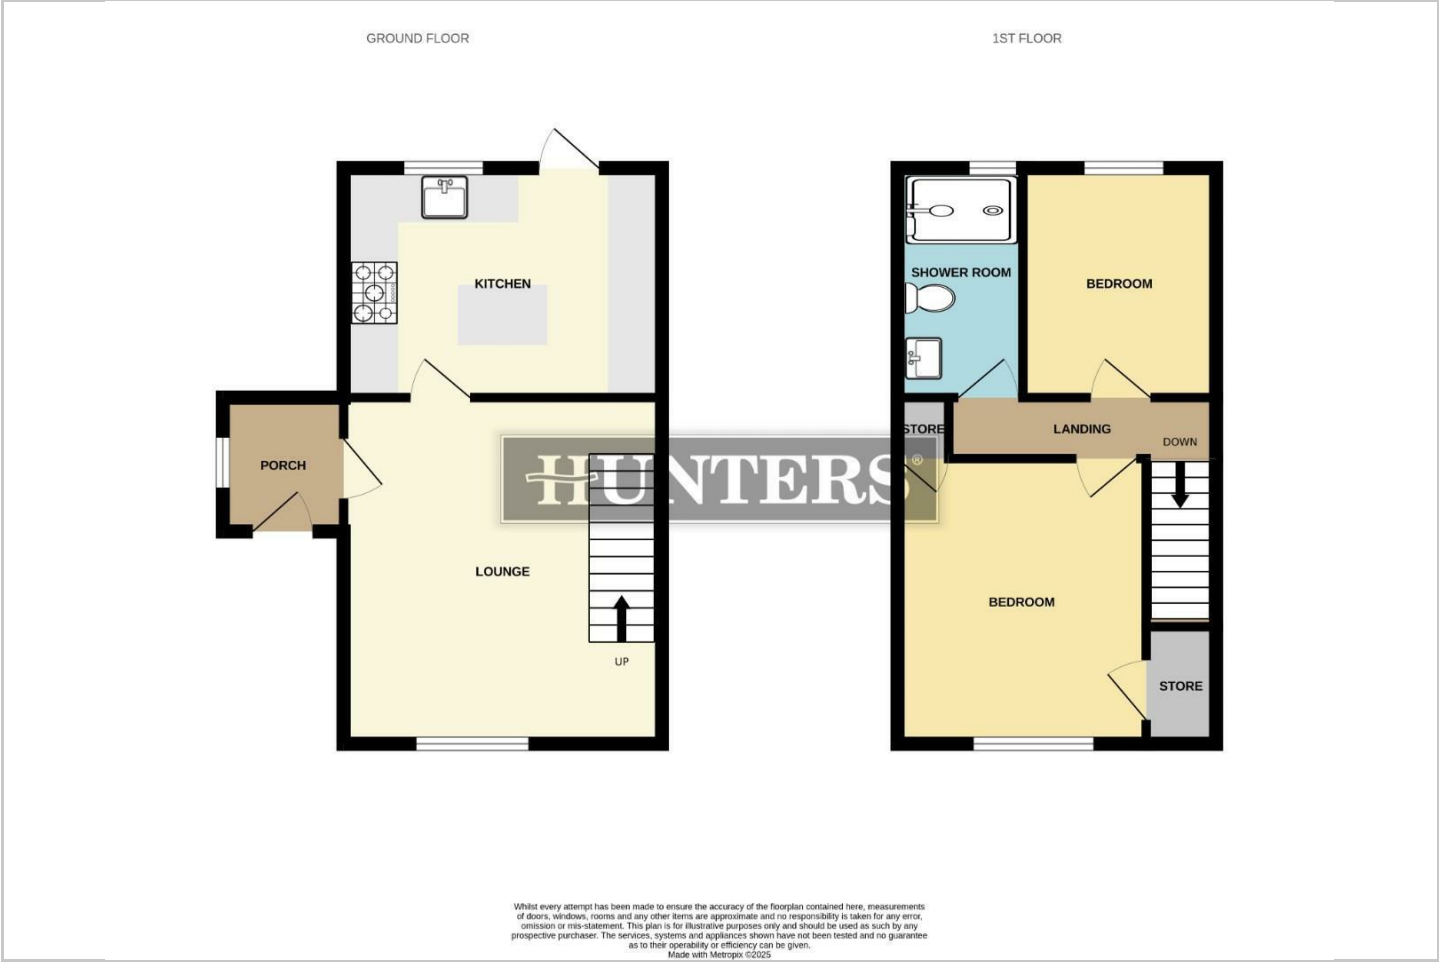 GROUND FLOOR
1ST FLOOR
KITCHEN
SHOWER ROOM
BEDROOM
STORE
LANDING
DOWN
PORCH
HUNTERS®
LOUNGE
BEDROOM
UP
STORE
Whilst every attempt has been made to ensure the accuracy of the floorplan contained here, measurements
of doors, windows, rooms and any other items are approximate and no responsibility is taken for any error,
omission or mis-statement. This plan is for illustrative purposes only and should be used as such by any
prospective purchaser. The services, systems and appliances shown have not been tested and no guarantee
as to their operability or efficiency can be given.
Made with Metropix ©2025